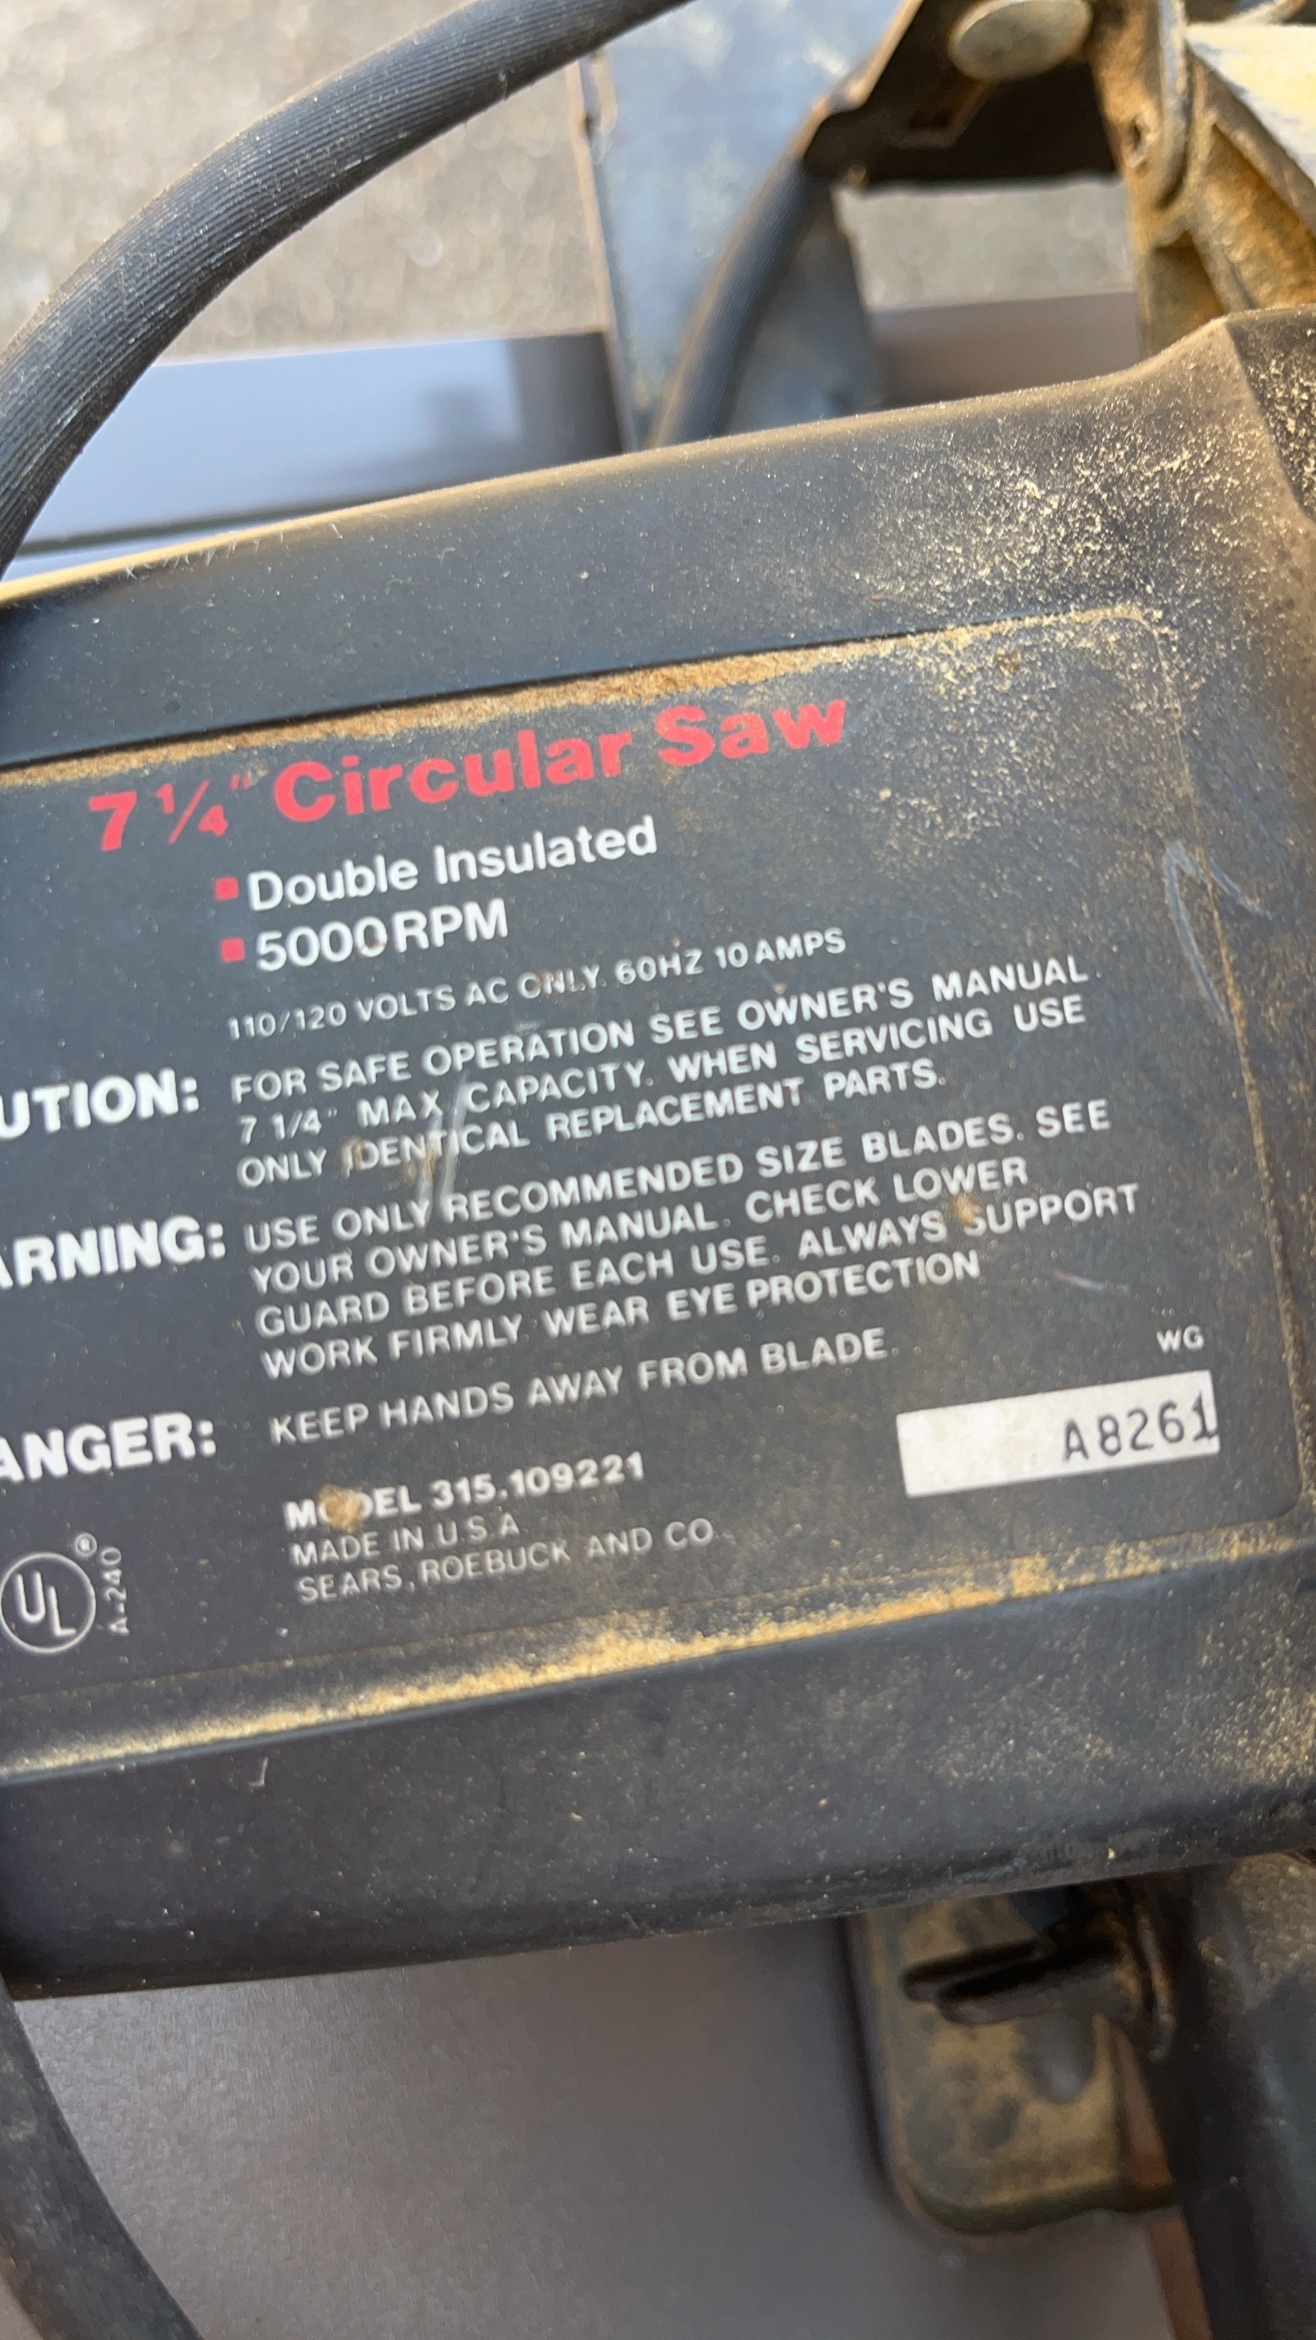 7 1/4" Circular Saw
▪ Double Insulated
▪ 5000 RPM
110/120 VOLTS AC ONLY. 60HZ 10 AMPS
UTION: FOR SAFE OPERATION SEE OWNER'S MANUAL.
7 1/4" MAX CAPACITY. WHEN SERVICING USE
ONLY IDENTICAL REPLACEMENT PARTS.
ARNING: USE ONLY RECOMMENDED SIZE BLADES. SEE
YOUR OWNER'S MANUAL. CHECK LOWER
GUARD BEFORE EACH USE. ALWAYS SUPPORT
WORK FIRMLY WEAR EYE PROTECTION
ANGER: KEEP HANDS AWAY FROM BLADE.
WG
A8261
MODEL 315.109221
MADE IN U.S.A
SEARS, ROEBUCK AND CO.
UL ®
A-240